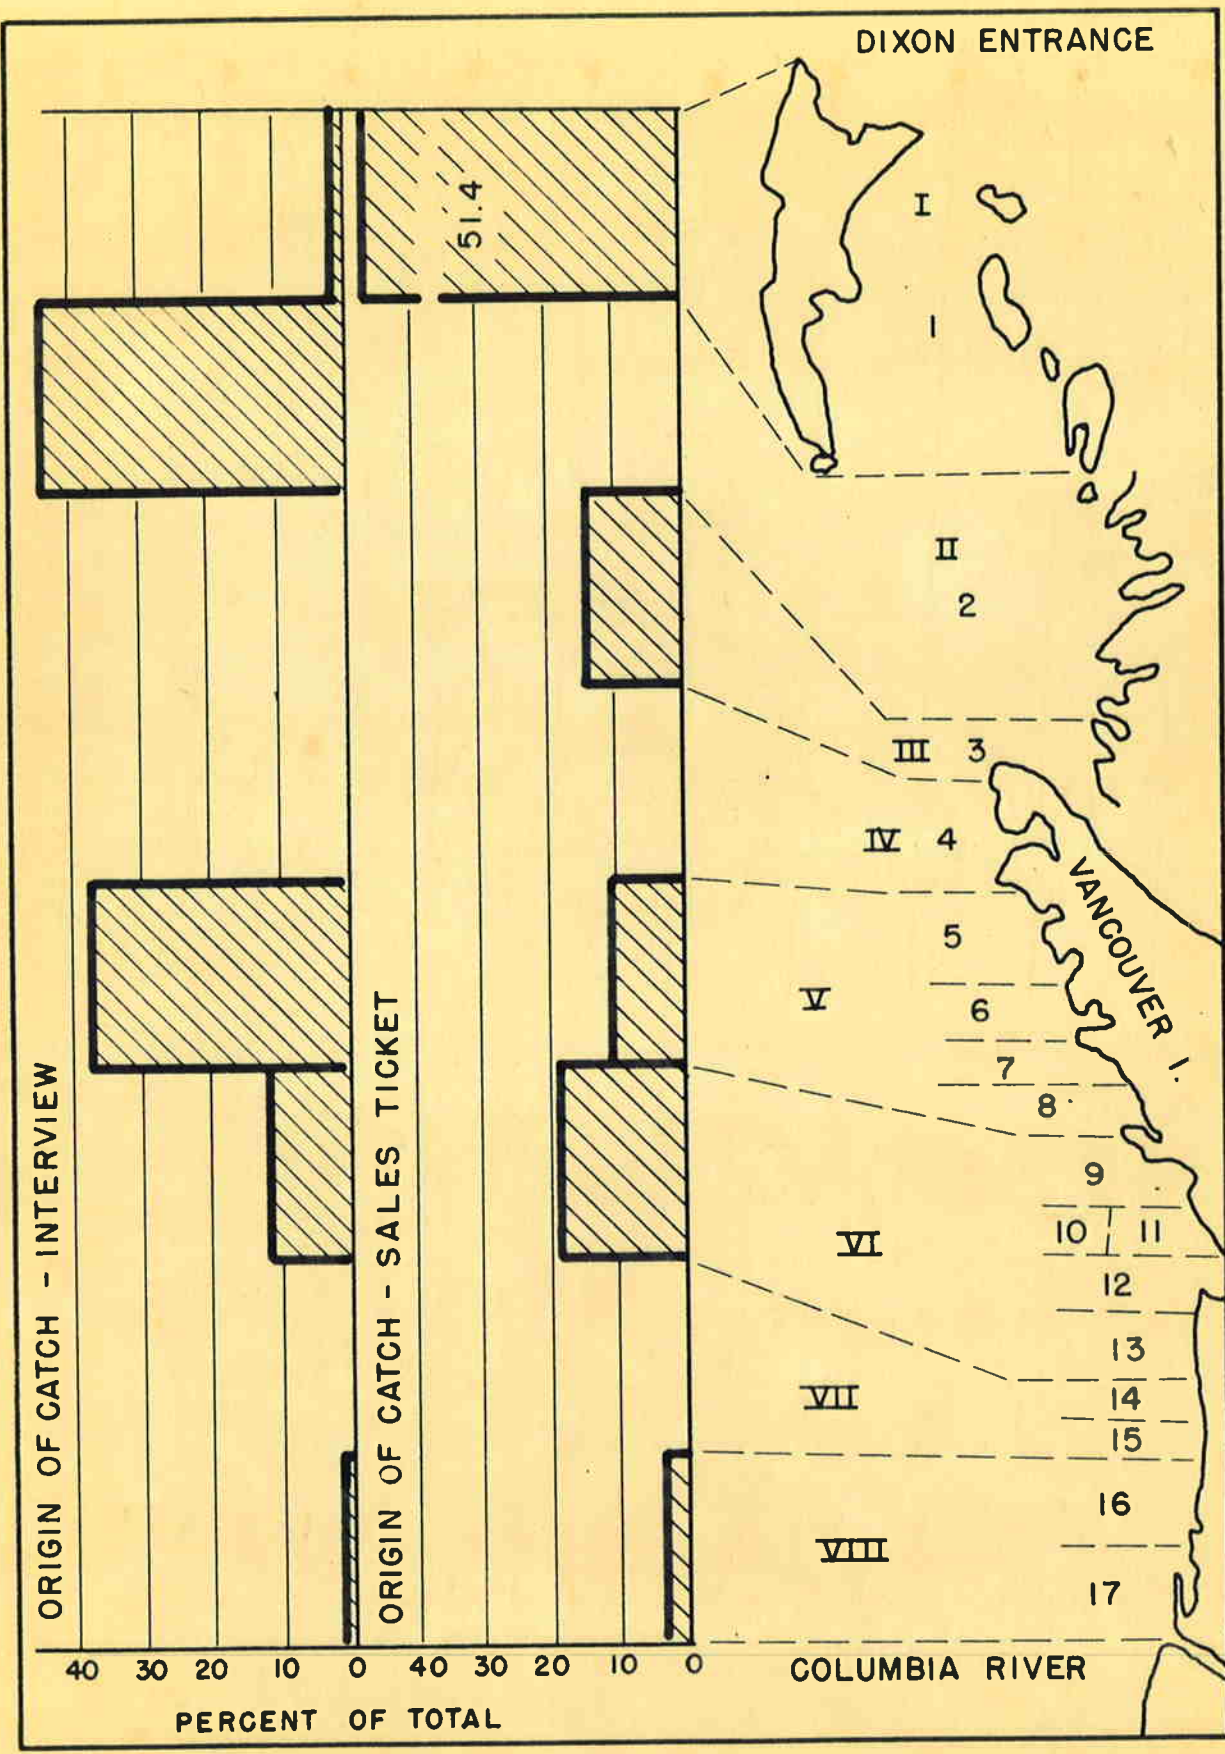 DIXON ENTRANCE
51.4
I
1
II
2
III 3
IV 4
VANCOUVER I.
5
V
6
7
8
9
10 11
VI
12
13
VII
14
15
16
VIII
17
ORIGIN OF CATCH - INTERVIEW
ORIGIN OF CATCH - SALES TICKET
40 30 20 10 0 40 30 20 10 0
COLUMBIA RIVER
PERCENT OF TOTAL